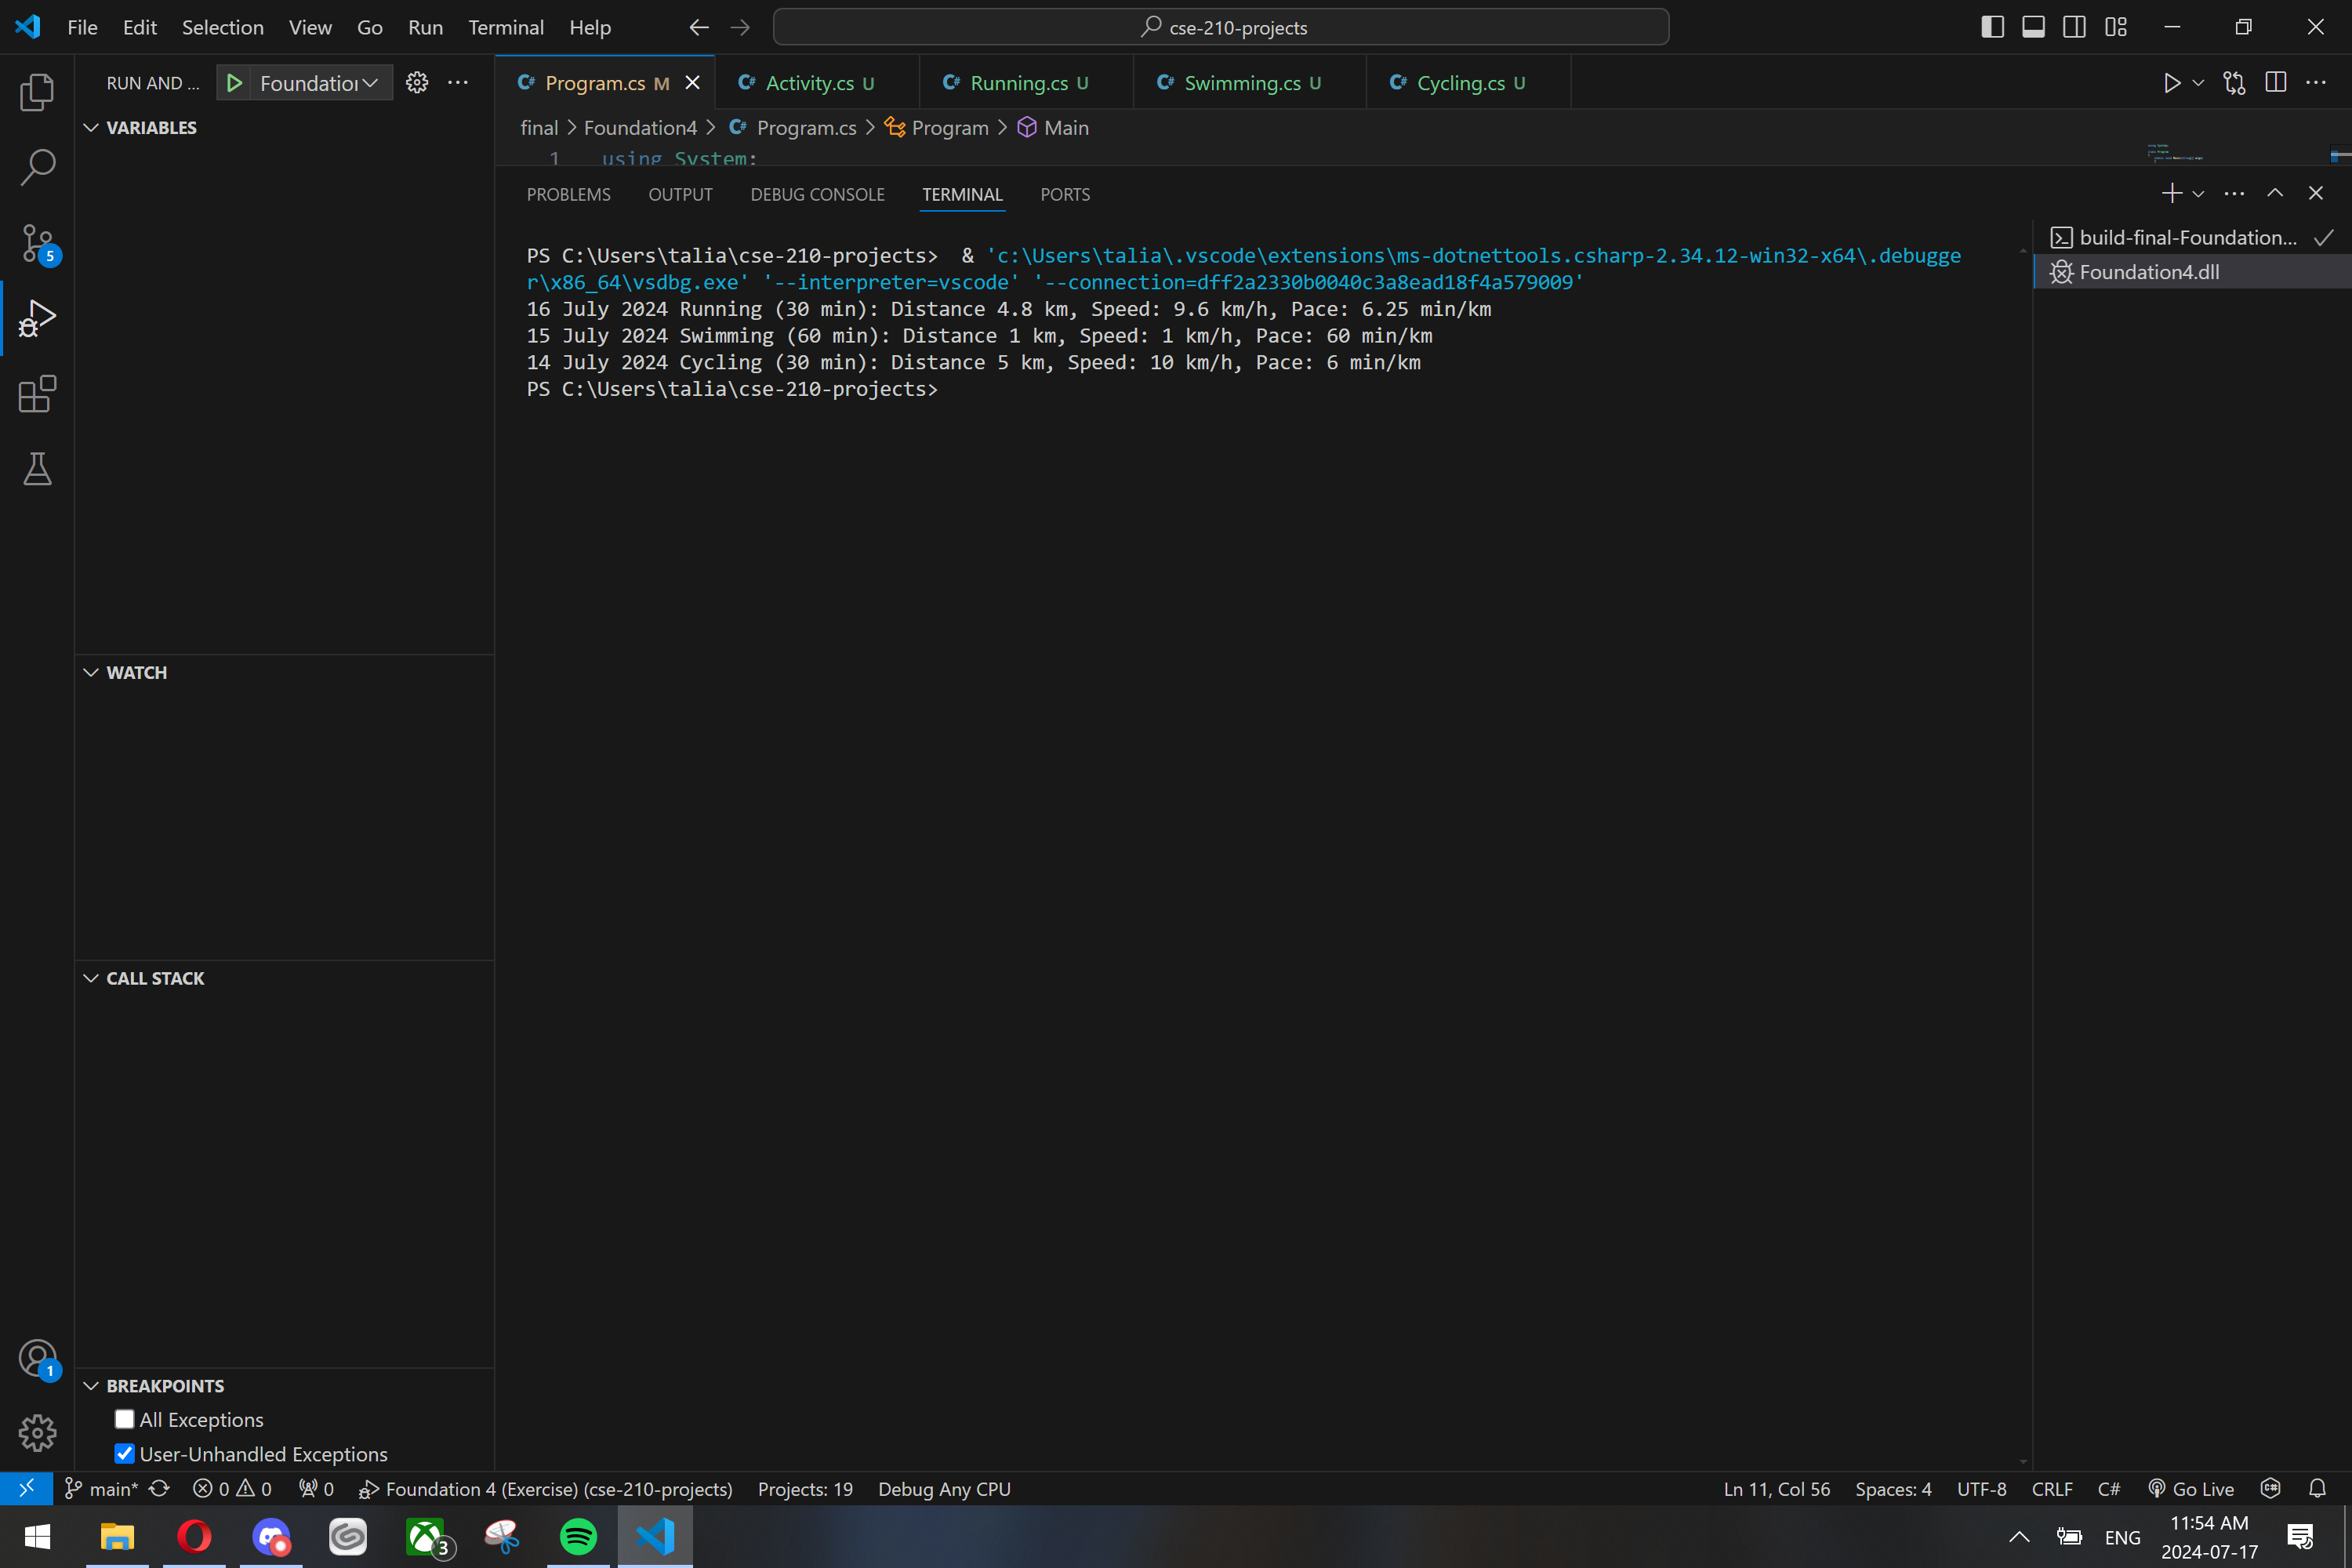 File Edit Selection View Go Run Terminal Help
cse-210-projects
RUN AND ... Foundation
Program.cs M Activity.cs U Running.cs U Swimming.cs U Cycling.cs U
VARIABLES
final > Foundation4 > Program.cs > Program > Main
1 using System;
PROBLEMS OUTPUT DEBUG CONSOLE TERMINAL PORTS
PS C:\Users\talia\cse-210-projects>  & 'c:\Users\talia\.vscode\extensions\ms-dotnettools.csharp-2.34.12-win32-x64\.debugge
r\x86_64\vsdbg.exe' '--interpreter=vscode' '--connection=dff2a2330b0040c3a8ead18f4a579009'
16 July 2024 Running (30 min): Distance 4.8 km, Speed: 9.6 km/h, Pace: 6.25 min/km
15 July 2024 Swimming (60 min): Distance 1 km, Speed: 1 km/h, Pace: 60 min/km
14 July 2024 Cycling (30 min): Distance 5 km, Speed: 10 km/h, Pace: 6 min/km
PS C:\Users\talia\cse-210-projects>
build-final-Foundation...
Foundation4.dll
5
WATCH
CALL STACK
1
BREAKPOINTS
All Exceptions
User-Unhandled Exceptions
main* 0 0 0 Foundation 4 (Exercise) (cse-210-projects) Projects: 19 Debug Any CPU Ln 11, Col 56 Spaces: 4 UTF-8 CRLF C# Go Live
3
ENG
11:54 AM
2024-07-17